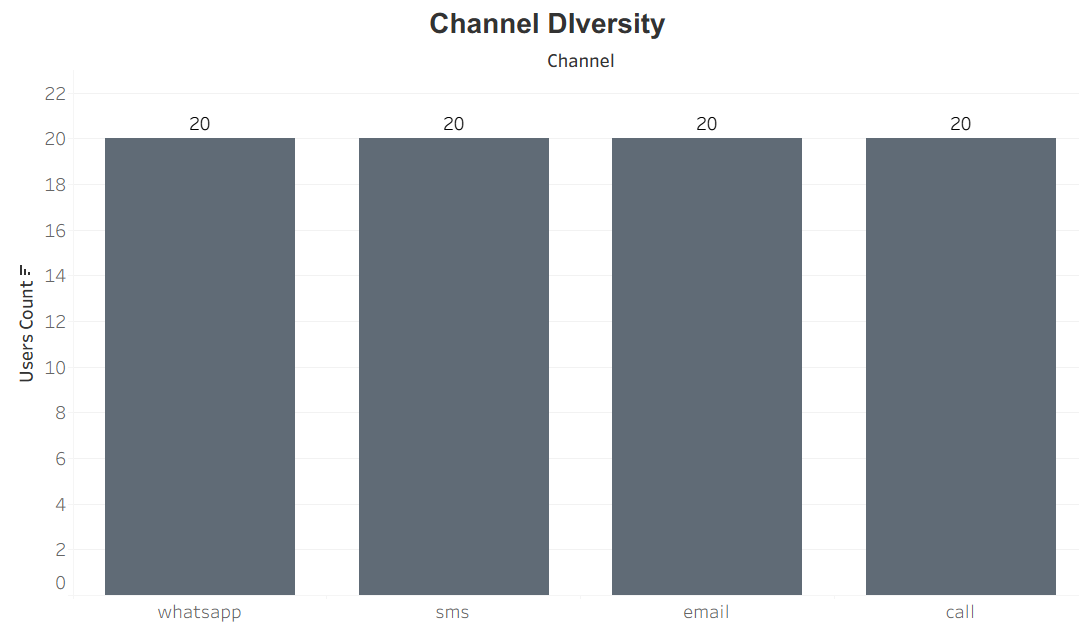 Channel DIversity
Channel
Users Count
22
20
18
16
14
12
10
8
6
4
2
0
20 20 20 20
whatsapp sms email call